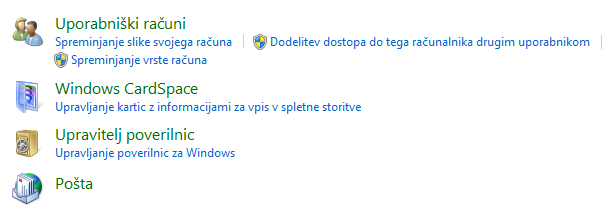 Uporabniški računi
Spreminjanje slike svojega računa | Dodelitev dostopa do tega računalnika drugim uporabnikom |
Spreminjanje vrste računa
Windows CardSpace
Upravljanje kartic z informacijami za vpis v spletne storitve
Upravitelj poverilnic
Upravljanje poverilnic za Windows
Pošta